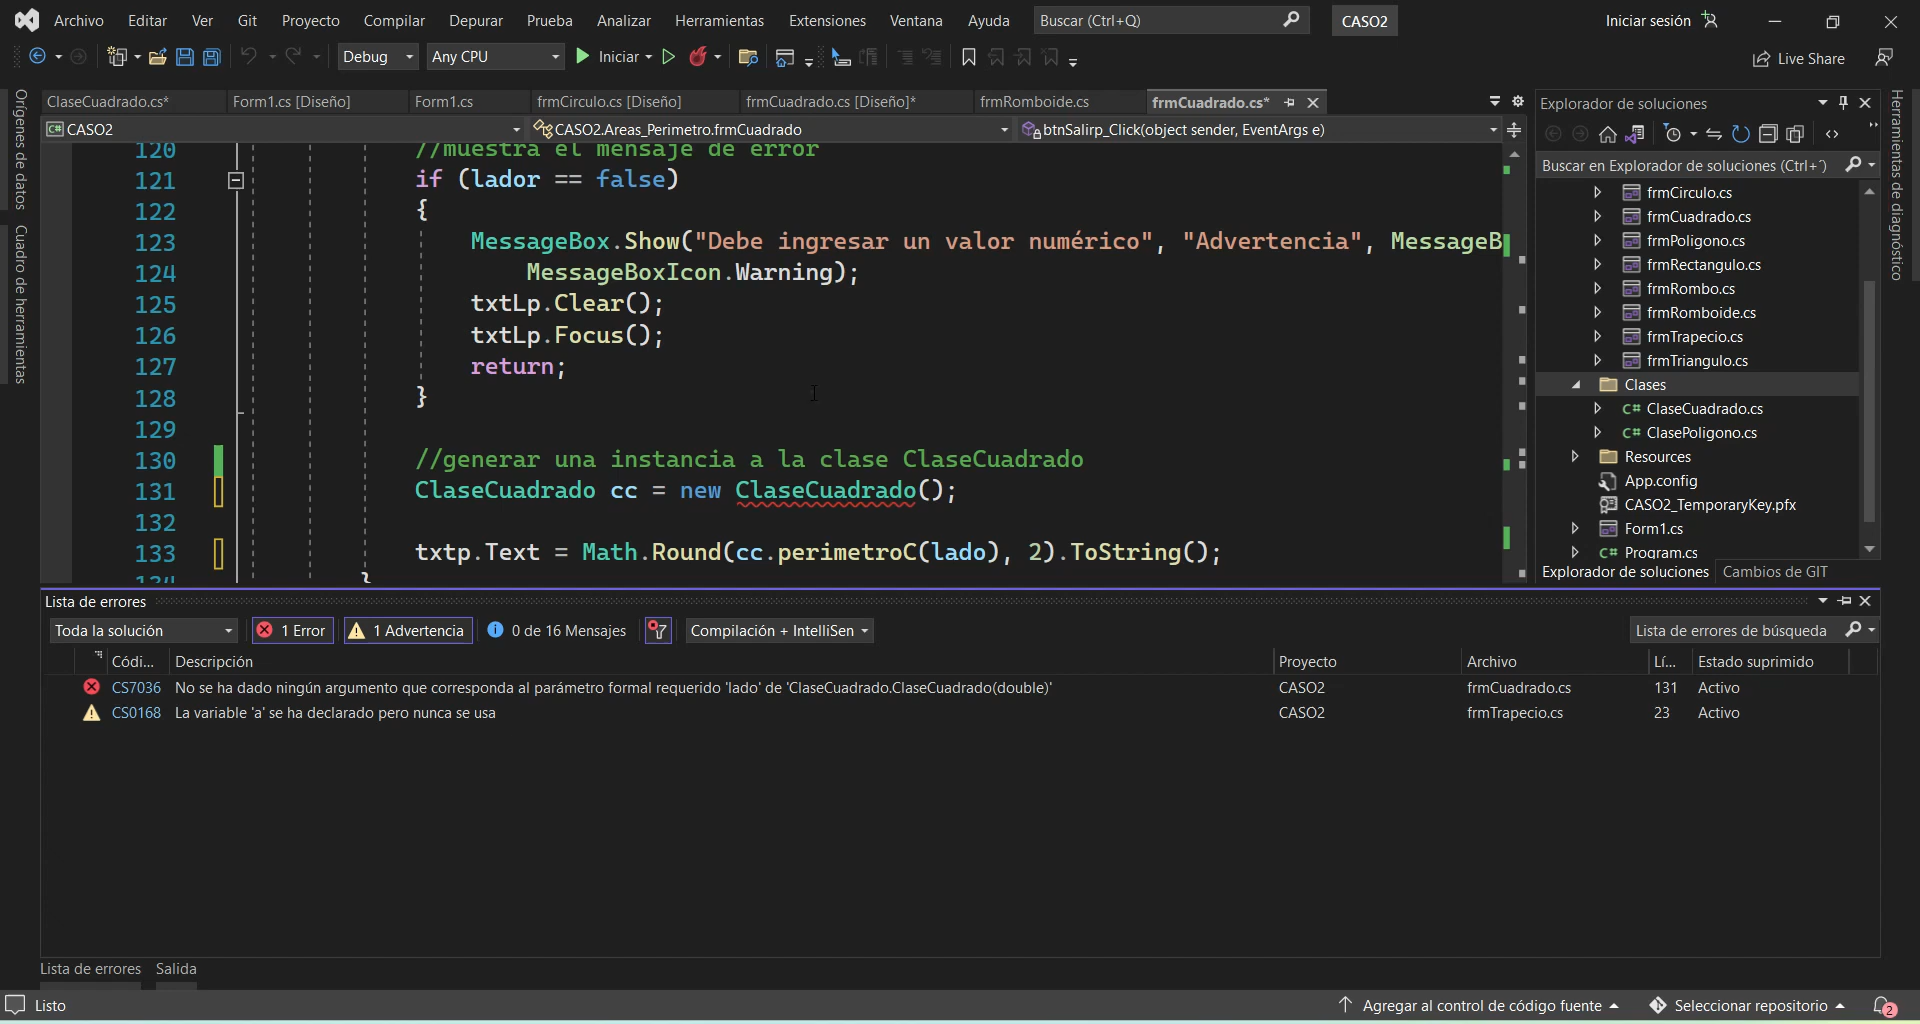 Archivo Editar Ver Git Proyecto Compilar Depurar Prueba Analizar Herramientas Extensiones Ventana Ayuda Buscar (Ctrl+Q) CASO2 Iniciar sesión
Debug Any CPU Iniciar Live Share
ClaseCuadrado.cs* Form1.cs [Diseño] Form1.cs frmCirculo.cs [Diseño] frmCuadrado.cs [Diseño]* frmRomboide.cs frmCuadrado.cs*
CASO2 CASO2.Areas_Perimetro.frmCuadrado btnSalirp_Click(object sender, EventArgs e)
Orígenes de datos
Cuadro de herramientas
120 //muestra el mensaje de error
121 if (lador == false)
122 {
123 MessageBox.Show("Debe ingresar un valor numérico", "Advertencia", MessageB
124 MessageBoxIcon.Warning);
125 txtLp.Clear();
126 txtLp.Focus();
127 return;
128 }
129
130 //generar una instancia a la clase ClaseCuadrado
131 ClaseCuadrado cc = new ClaseCuadrado();
132
133 txtp.Text = Math.Round(cc.perimetroC(lado), 2).ToString();
134 }
Explorador de soluciones
Buscar en Explorador de soluciones (Ctrl+´)
frmCirculo.cs
frmCuadrado.cs
frmPoligono.cs
frmRectangulo.cs
frmRombo.cs
frmRomboide.cs
frmTrapecio.cs
frmTriangulo.cs
Clases
C# ClaseCuadrado.cs
C# ClasePoligono.cs
Resources
App.config
CASO2_TemporaryKey.pfx
Form1.cs
C# Program.cs
Explorador de soluciones Cambios de GIT
Herramientas de diagnóstico
Lista de errores
Toda la solución 1 Error 1 Advertencia 0 de 16 Mensajes Compilación + IntelliSen Lista de errores de búsqueda
Códi... Descripción Proyecto Archivo Lí... Estado suprimido
CS7036 No se ha dado ningún argumento que corresponda al parámetro formal requerido 'lado' de 'ClaseCuadrado.ClaseCuadrado(double)' CASO2 frmCuadrado.cs 131 Activo
CS0168 La variable 'a' se ha declarado pero nunca se usa CASO2 frmTrapecio.cs 23 Activo
Lista de errores Salida
Listo Agregar al control de código fuente Seleccionar repositorio 2